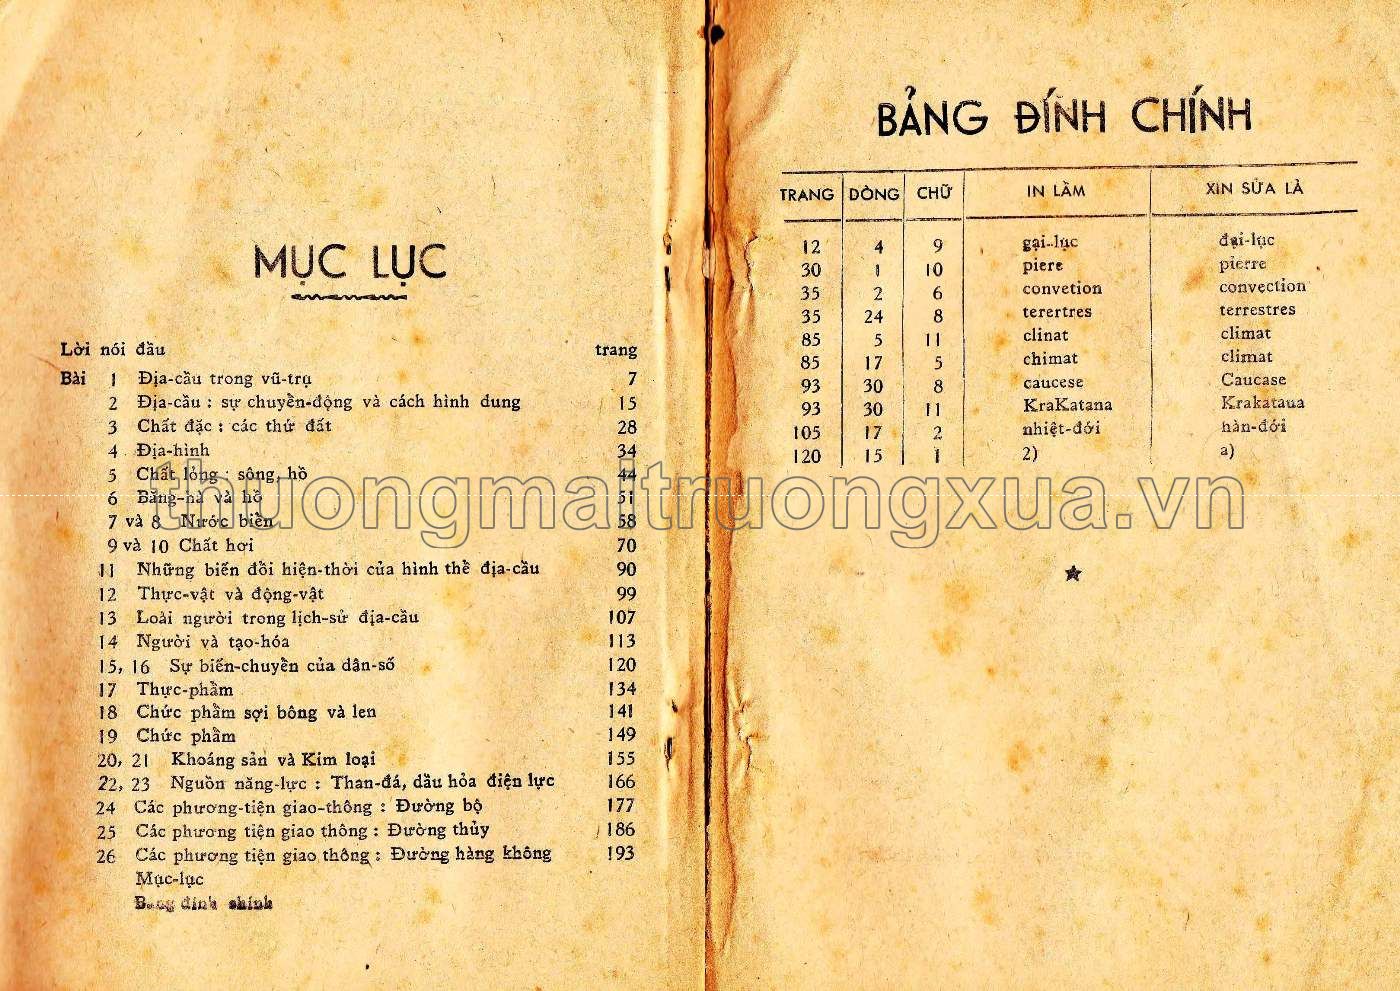 MỤC LỤC
Lời nói đầu trang
Bài 1 Địa-cầu trong vũ-trụ 7
2 Địa-cầu : sự chuyển-động và cách hình dung 15
3 Chất đặc : các thứ đất 28
4 Địa-hình 34
5 Chất lỏng : sông, hồ 44
6 Băng-hà và hồ 51
7 và 8 Nước biển 58
9 và 10 Chất hơi 70
11 Những biến đổi hiện-thời của hình thể địa-cầu 90
12 Thực-vật và động-vật 99
13 Loài người trong lịch-sử địa-cầu 107
14 Người và tạo-hóa 113
15, 16 Sự biến-chuyển của dân-số 120
17 Thực-phẩm 134
18 Chức phẩm sợi bông và len 141
19 Chức phẩm 149
20, 21 Khoáng sản và Kim loại 155
22, 23 Nguồn năng-lực : Than-đá, dầu hỏa điện lực 166
24 Các phương-tiện giao-thông : Đường bộ 177
25 Các phương tiện giao thông : Đường thủy 186
26 Các phương tiện giao thông : Đường hàng không 193
Mục-lục
Bảng đính chính
BẢNG ĐÍNH CHÍNH
TRANG DÒNG CHỮ IN LẦM XIN SỬA LÀ
12 4 9 gại-lục đại-lục
30 1 10 piere pierre
35 2 6 convetion convection
35 24 8 terertres terrestres
85 5 11 clinat climat
85 17 5 chimat climat
93 30 8 caucese Caucase
93 30 11 KraKatana Krakataua
105 17 2 nhiệt-đới hàn-đới
120 15 1 2) a)
thuongmaitruongxua.vn